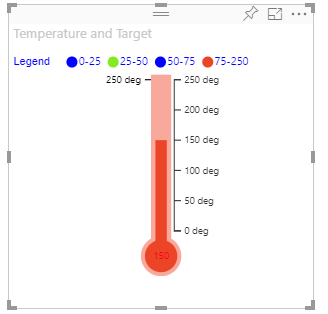 Temperature and Target
Legend 0-25 25-50 50-75 75-250
250 deg 250 deg
200 deg
150 deg
100 deg
50 deg
0 deg
150